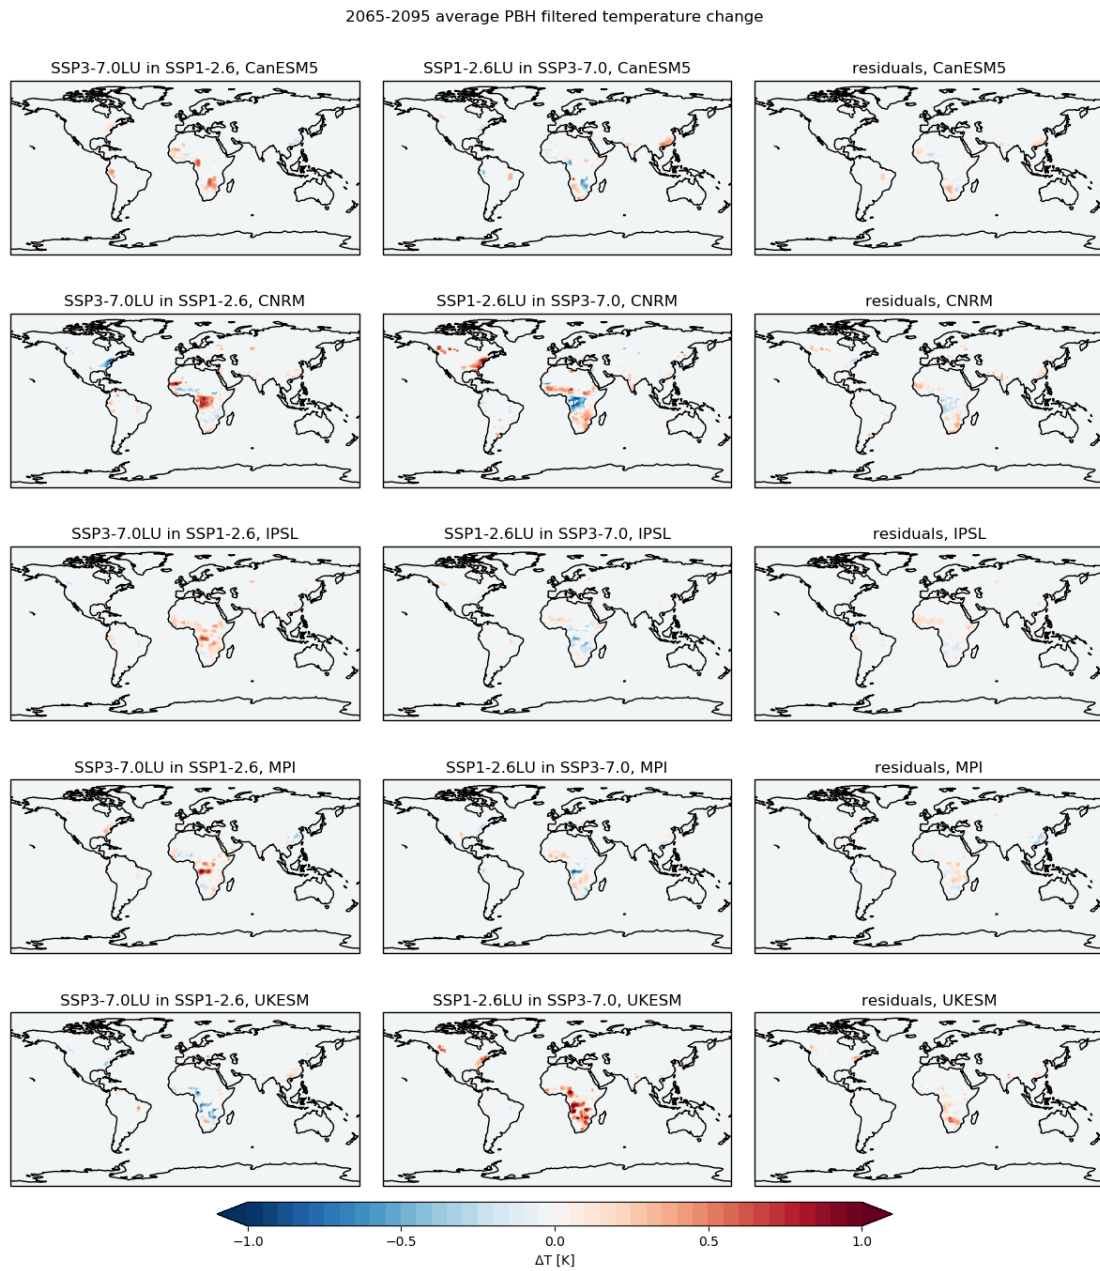 2065-2095 average PBH filtered temperature change
SSP3-7.0LU in SSP1-2.6, CanESM5
SSP1-2.6LU in SSP3-7.0, CanESM5
residuals, CanESM5
SSP3-7.0LU in SSP1-2.6, CNRM
SSP1-2.6LU in SSP3-7.0, CNRM
residuals, CNRM
SSP3-7.0LU in SSP1-2.6, IPSL
SSP1-2.6LU in SSP3-7.0, IPSL
residuals, IPSL
SSP3-7.0LU in SSP1-2.6, MPI
SSP1-2.6LU in SSP3-7.0, MPI
residuals, MPI
SSP3-7.0LU in SSP1-2.6, UKESM
SSP1-2.6LU in SSP3-7.0, UKESM
residuals, UKESM
−1.0 −0.5 0.0 0.5 1.0
ΔT [K]